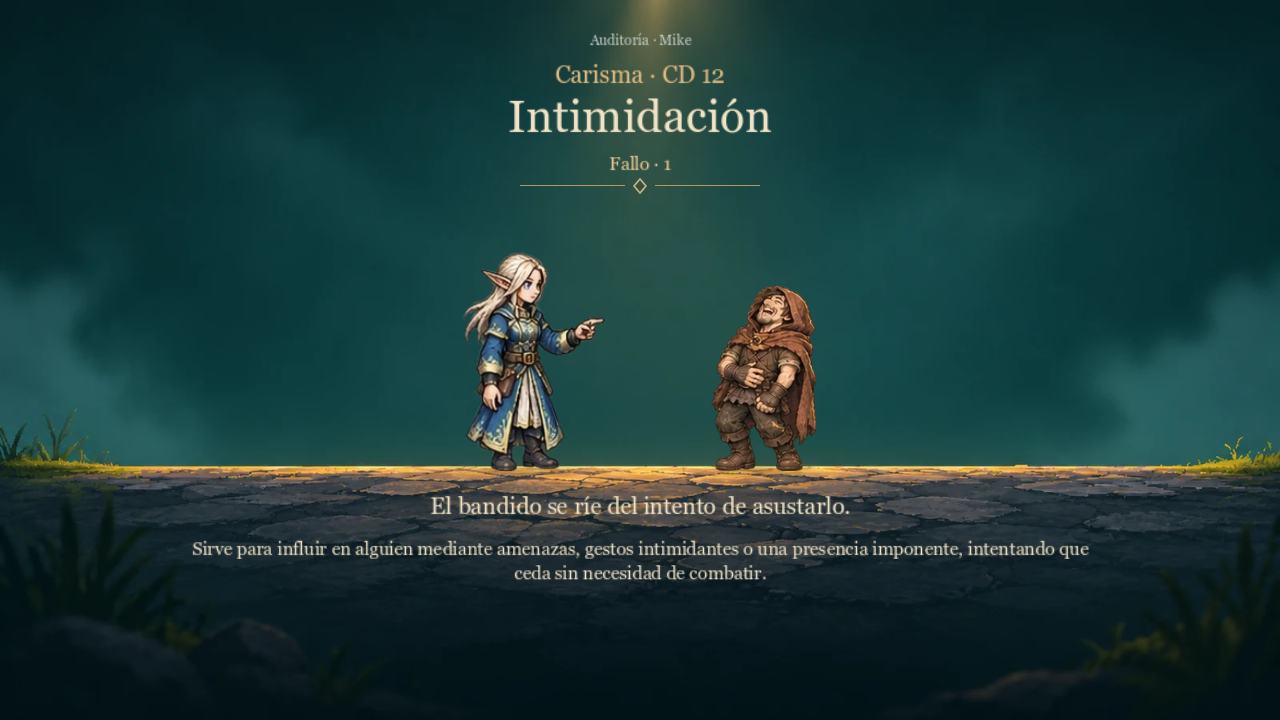 Auditoría · Mike
Carisma · CD 12
Intimidación
Fallo · 1
El bandido se ríe del intento de asustarlo.
Sirve para influir en alguien mediante amenazas, gestos intimidantes o una presencia imponente, intentando que
ceda sin necesidad de combatir.